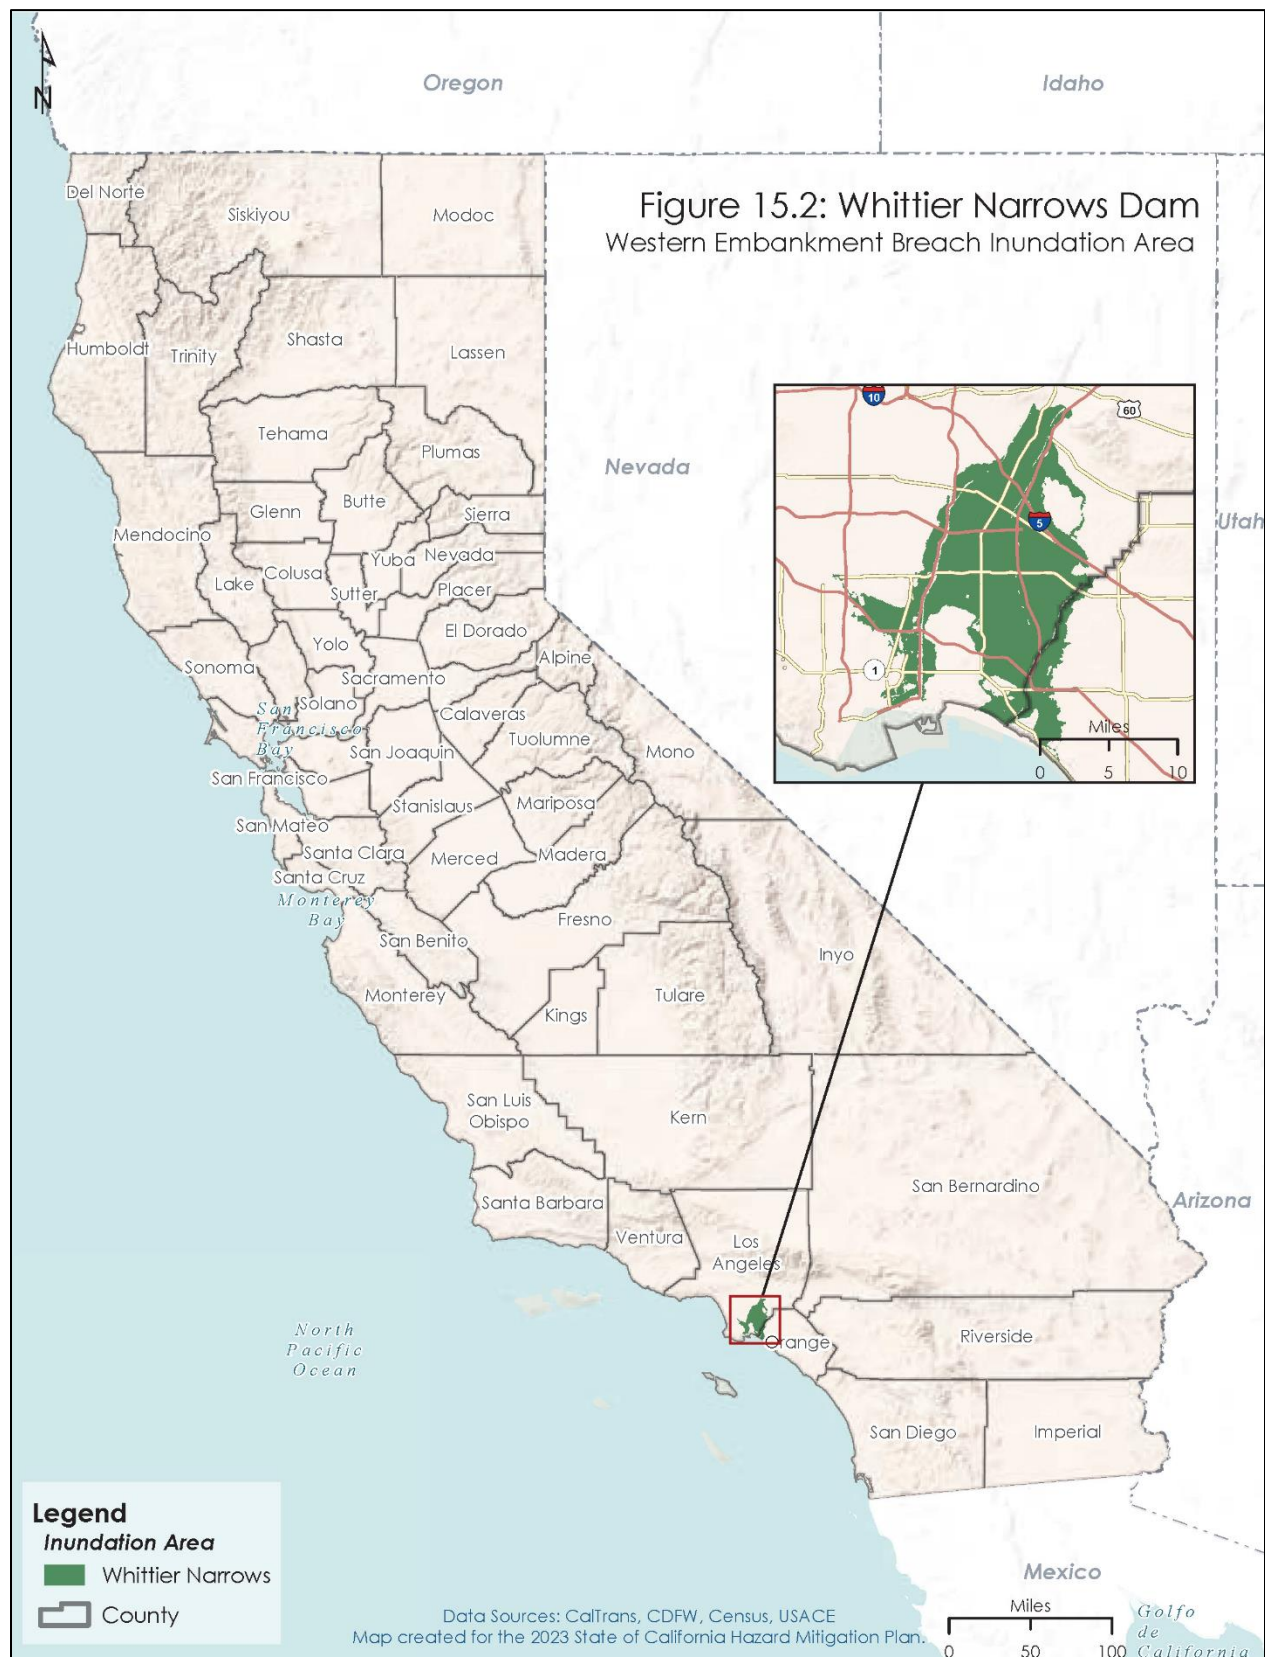 N
Oregon
Idaho
Figure 15.2: Whittier Narrows Dam
Western Embankment Breach Inundation Area
Del Norte
Siskiyou
Modoc
Humboldt
Trinity
Shasta
Lassen
10
60
Tehama
Plumas
Nevada
Glenn
Butte
Sierra
5
Utah
Mendocino
Lake
Colusa
Yuba
Nevada
Sutter
Placer
Yolo
El Dorado
Sonoma
Alpine
Sacramento
1
Solano
San
Francisco
Bay
Calaveras
Tuolumne
Miles
0
5
10
San Joaquin
Mono
San Francisco
Stanislaus
Mariposa
San Mateo
Santa Clara
Merced
Madera
Santa Cruz
Monterey
Bay
Fresno
San Benito
Inyo
Monterey
Kings
Tulare
San Luis
Obispo
Kern
San Bernardino
Santa Barbara
Arizona
Ventura
Los
Angeles
North
Pacific
Ocean
Orange
Riverside
San Diego
Imperial
Legend
Inundation Area
Whittier Narrows
County
Mexico
Data Sources: CalTrans, CDFW, Census, USACE
Map created for the 2023 State of California Hazard Mitigation Plan.
Miles
0
50
100
Golfo
de
California